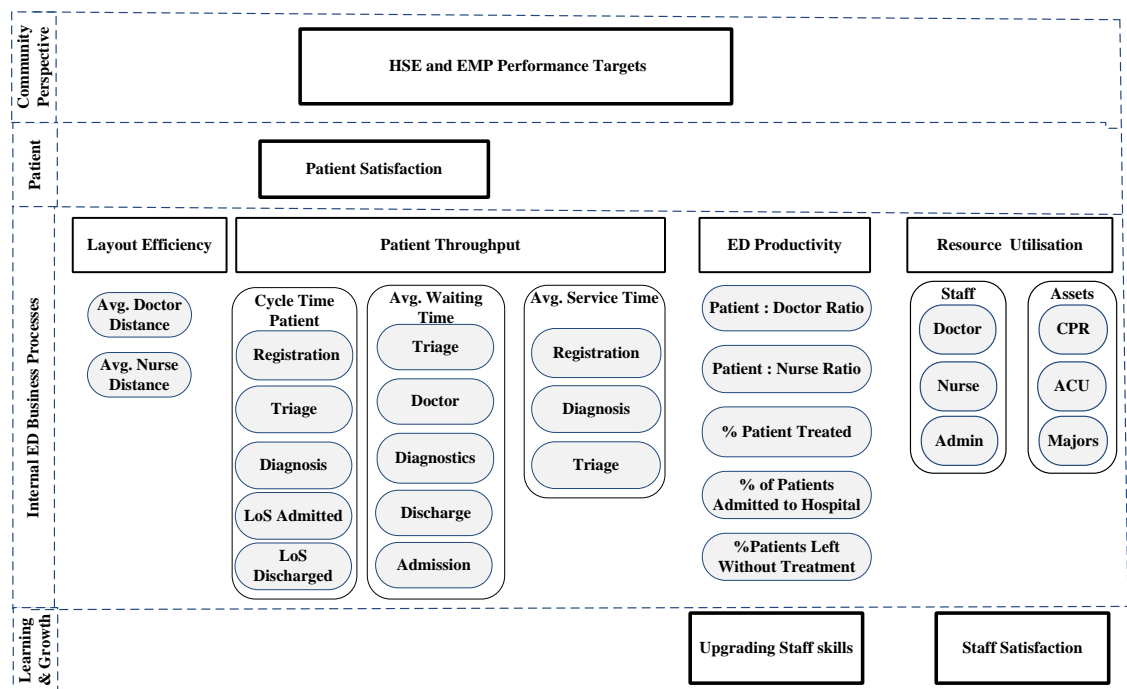 Community
Perspective
HSE and EMP Performance Targets
Patient
Patient Satisfaction
Internal ED Business Processes
Layout Efficiency
Avg. Doctor
Distance
Avg. Nurse
Distance
Patient Throughput
Cycle Time
Patient
Registration
Triage
Diagnosis
LoS Admitted
LoS
Discharged
Avg. Waiting
Time
Triage
Doctor
Diagnostics
Discharge
Admission
Avg. Service Time
Registration
Diagnosis
Triage
ED Productivity
Patient : Doctor Ratio
Patient : Nurse Ratio
% Patient Treated
% of Patients
Admitted to Hospital
%Patients Left
Without Treatment
Resource Utilisation
Staff
Doctor
Nurse
Admin
Assets
CPR
ACU
Majors
Learning
& Growth
Upgrading Staff skills
Staff Satisfaction